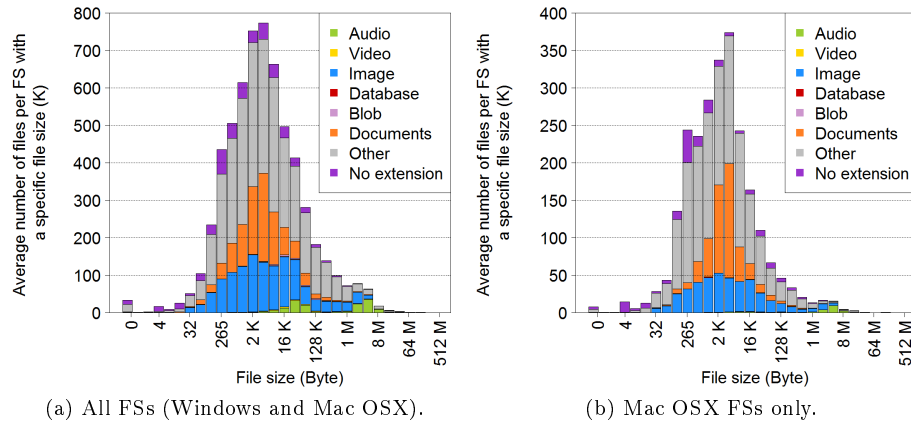 Average number of files per FS with
a specific file size (K)
800
700
600
500
400
300
200
100
0
Audio
Video
Image
Database
Blob
Documents
Other
No extension
0
4
32
265
2 K
16 K
128 K
1 M
8 M
64 M
512 M
File size (Byte)
(a) All FSs (Windows and Mac OSX).
Average number of files per FS with
a specific file size (K)
400
350
300
250
200
150
100
50
0
Audio
Video
Image
Database
Blob
Documents
Other
No extension
0
4
32
265
2 K
16 K
128 K
1 M
8 M
64 M
512 M
File size (Byte)
(b) Mac OSX FSs only.